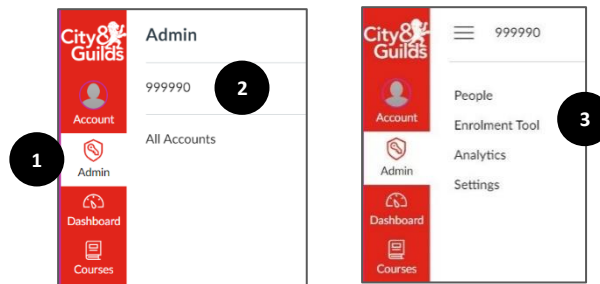 City&
Guilds
Account
1
Admin
Dashboard
Courses
Admin
999990
2
All Accounts
City&
Guilds
Account
Admin
Dashboard
Courses
999990
People
Enrolment Tool
3
Analytics
Settings